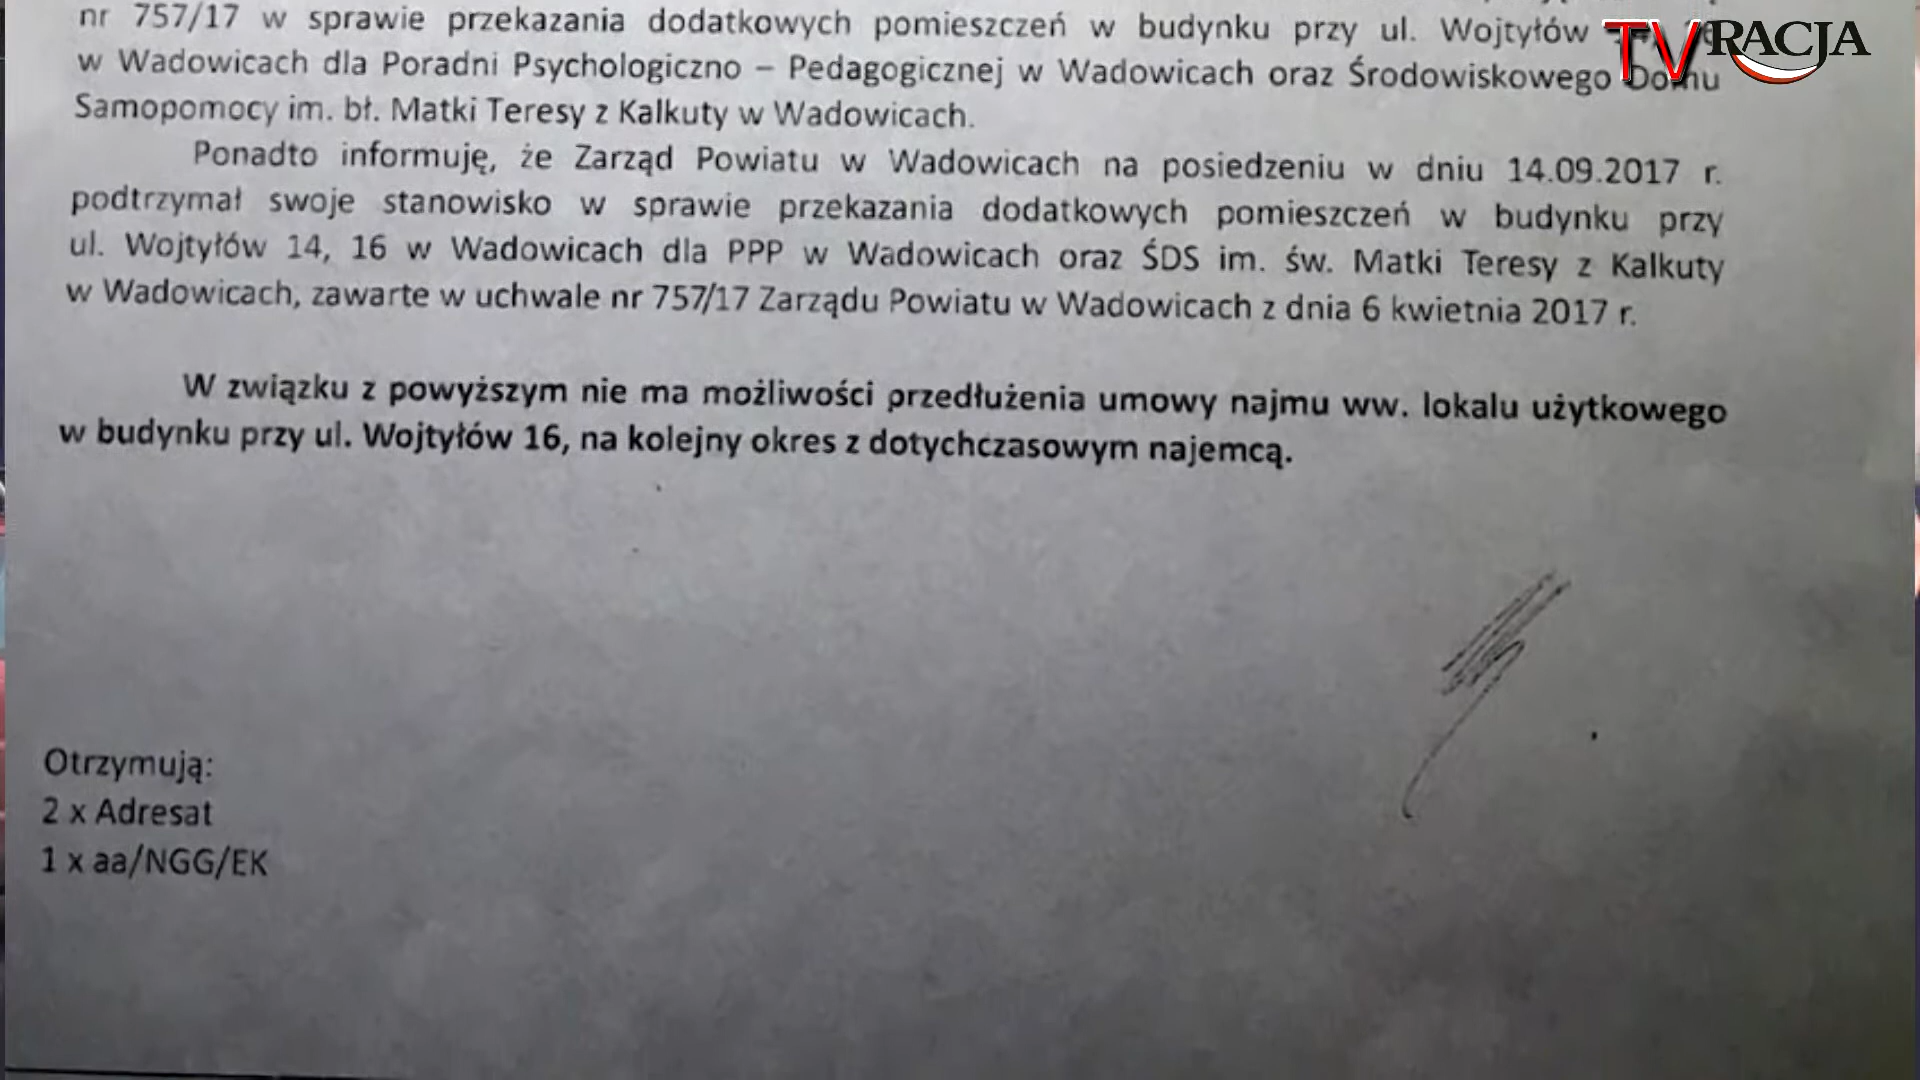 nr 757/17 w sprawie przekazania dodatkowych pomieszczeń w budynku przy ul. Wojtyłów
TV RACJA
w Wadowicach dla Poradni Psychologiczno – Pedagogicznej w Wadowicach oraz Środowiskowego Domu
Samopomocy im. bł. Matki Teresy z Kalkuty w Wadowicach.
Ponadto informuję, że Zarząd Powiatu w Wadowicach na posiedzeniu w dniu 14.09.2017 r.
podtrzymał swoje stanowisko w sprawie przekazania dodatkowych pomieszczeń w budynku przy
ul. Wojtyłów 14, 16 w Wadowicach dla PPP w Wadowicach oraz ŚDS im. św. Matki Teresy z Kalkuty
w Wadowicach, zawarte w uchwale nr 757/17 Zarządu Powiatu w Wadowicach z dnia 6 kwietnia 2017 r.
W związku z powyższym nie ma możliwości przedłużenia umowy najmu ww. lokalu użytkowego
w budynku przy ul. Wojtyłów 16, na kolejny okres z dotychczasowym najemcą.
Otrzymują:
2 x Adresat
1 x aa/NGG/EK